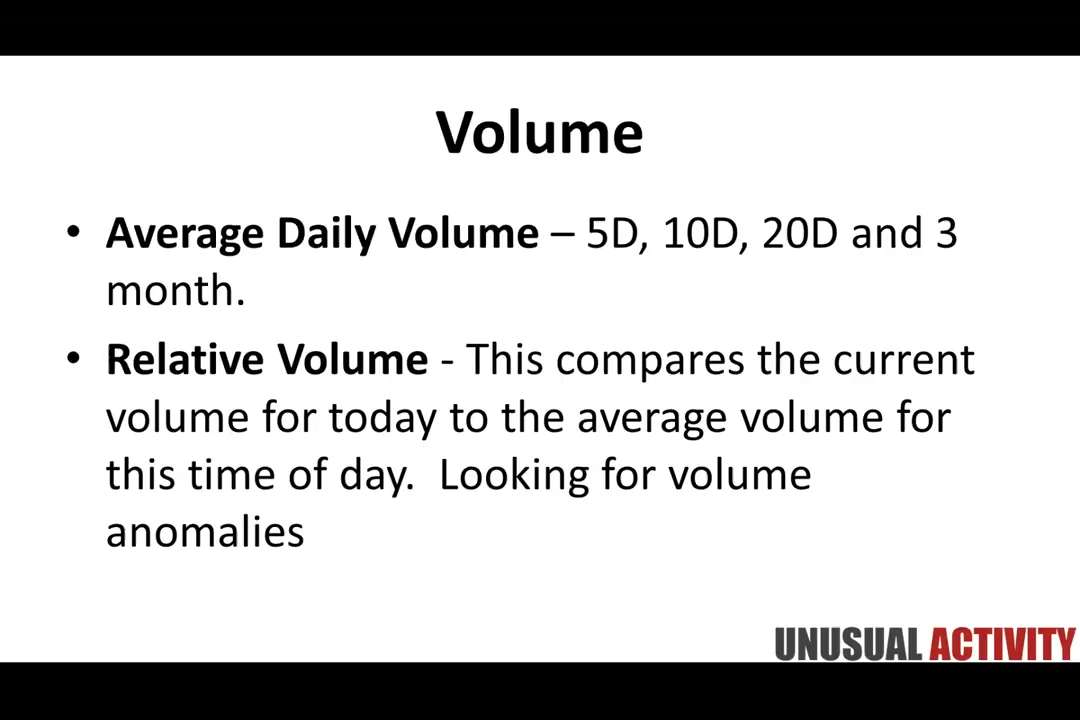 Volume
• Average Daily Volume – 5D, 10D, 20D and 3
month.
• Relative Volume - This compares the current
volume for today to the average volume for
this time of day.  Looking for volume
anomalies
UNUSUAL ACTIVITY